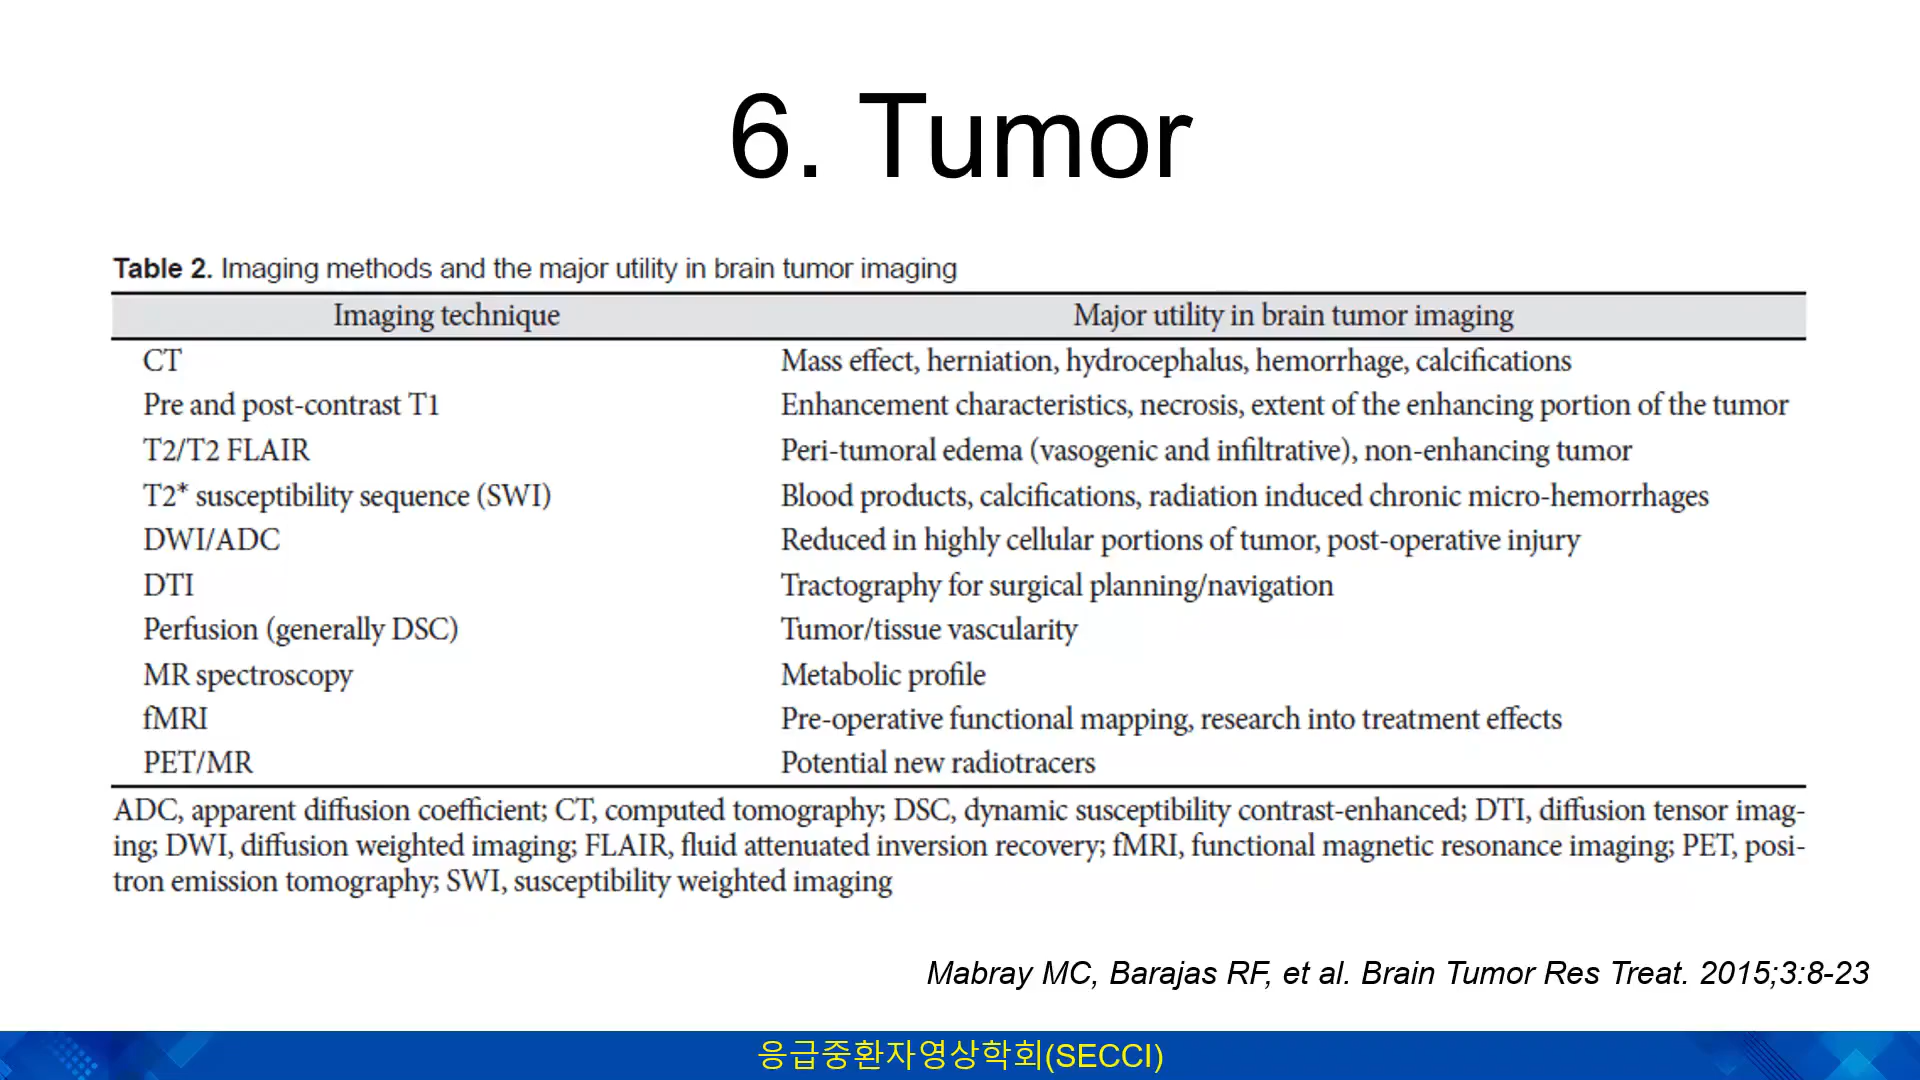 6. Tumor
Table 2. Imaging methods and the major utility in brain tumor imaging
Imaging technique Major utility in brain tumor imaging
CT Mass effect, herniation, hydrocephalus, hemorrhage, calcifications
Pre and post-contrast T1 Enhancement characteristics, necrosis, extent of the enhancing portion of the tumor
T2/T2 FLAIR Peri-tumoral edema (vasogenic and infiltrative), non-enhancing tumor
T2* susceptibility sequence (SWI) Blood products, calcifications, radiation induced chronic micro-hemorrhages
DWI/ADC Reduced in highly cellular portions of tumor, post-operative injury
DTI Tractography for surgical planning/navigation
Perfusion (generally DSC) Tumor/tissue vascularity
MR spectroscopy Metabolic profile
fMRI Pre-operative functional mapping, research into treatment effects
PET/MR Potential new radiotracers
ADC, apparent diffusion coefficient; CT, computed tomography; DSC, dynamic susceptibility contrast-enhanced; DTI, diffusion tensor imag-
ing; DWI, diffusion weighted imaging; FLAIR, fluid attenuated inversion recovery; fMRI, functional magnetic resonance imaging; PET, posi-
tron emission tomography; SWI, susceptibility weighted imaging
Mabray MC, Barajas RF, et al. Brain Tumor Res Treat. 2015;3:8-23
응급중환자영상학회(SECCI)